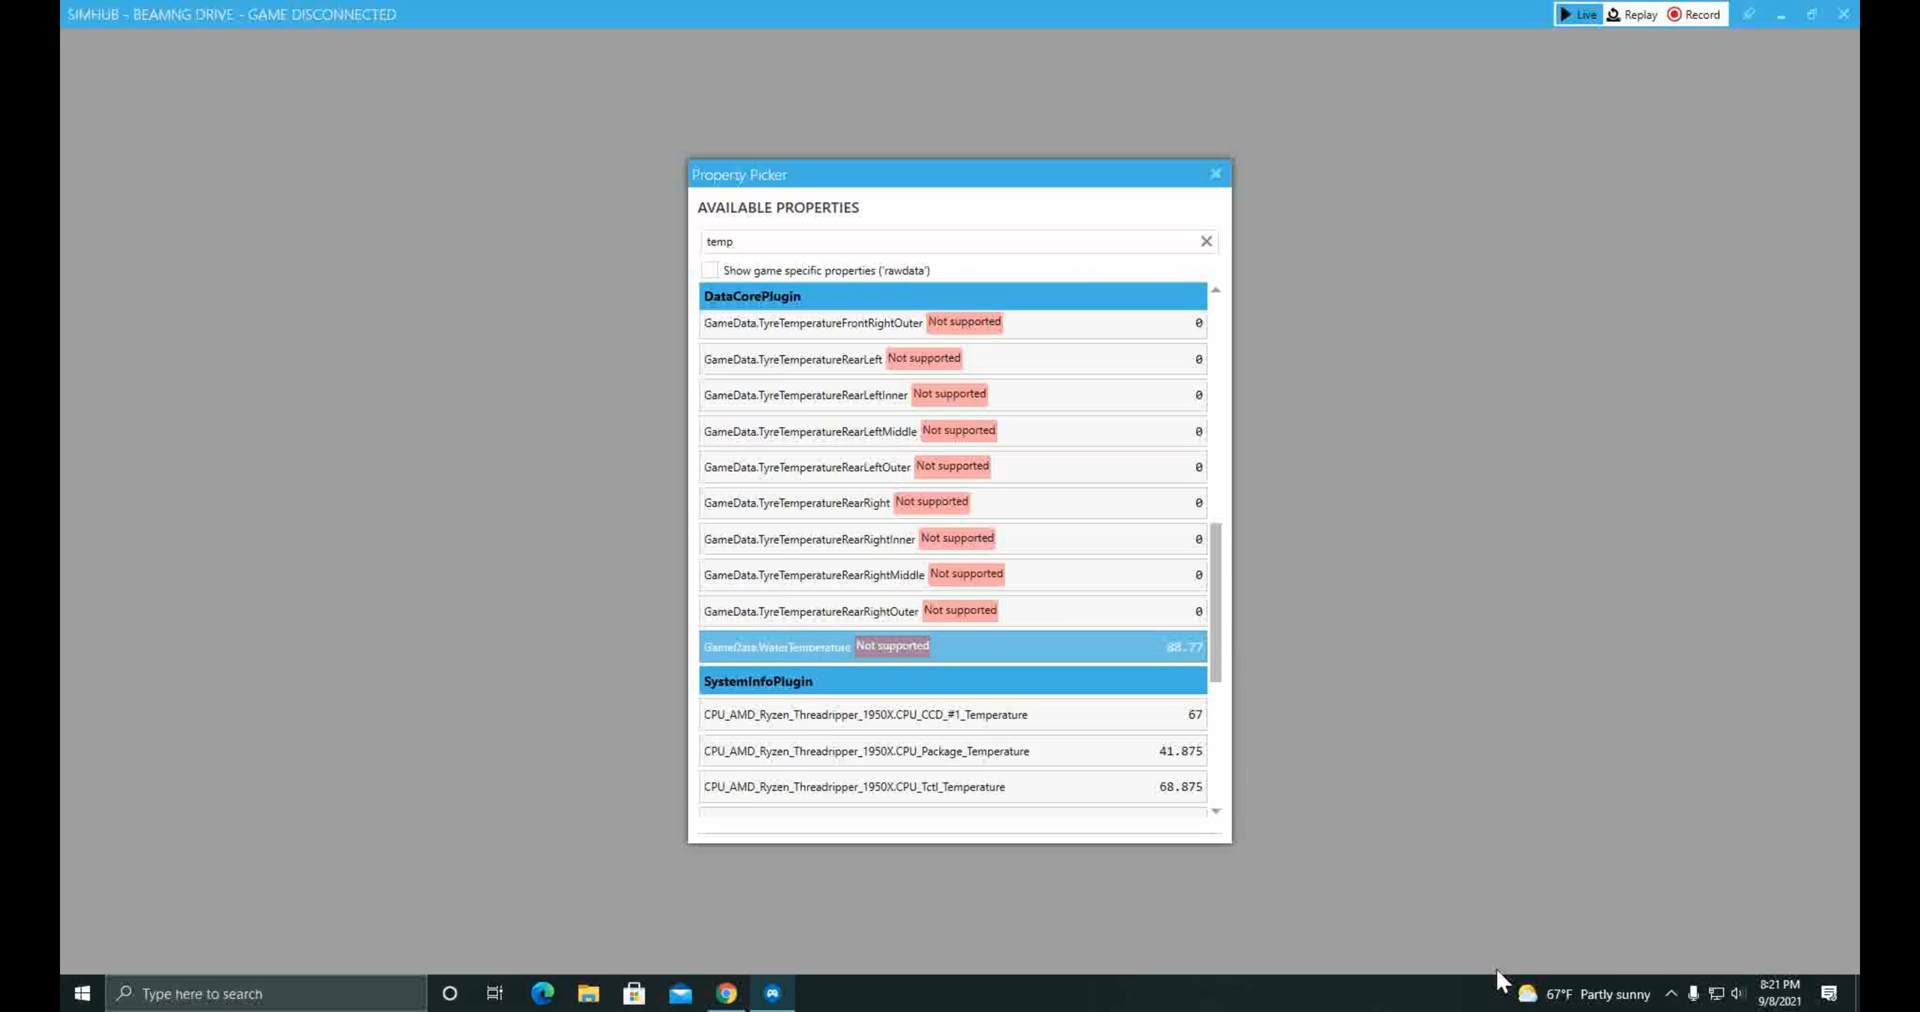 SIMHUB - BEAMNG DRIVE - GAME DISCONNECTED
Live Replay Record
Property Picker
AVAILABLE PROPERTIES
temp
Show game specific properties ('rawdata')
DataCorePlugin
GameData.TyreTemperatureFrontRightOuter Not supported 0
GameData.TyreTemperatureRearLeft Not supported 0
GameData.TyreTemperatureRearLeftInner Not supported 0
GameData.TyreTemperatureRearLeftMiddle Not supported 0
GameData.TyreTemperatureRearLeftOuter Not supported 0
GameData.TyreTemperatureRearRight Not supported 0
GameData.TyreTemperatureRearRightInner Not supported 0
GameData.TyreTemperatureRearRightMiddle Not supported 0
GameData.TyreTemperatureRearRightOuter Not supported 0
GameData.WaterTemperature Not supported 88.77
SystemInfoPlugin
CPU_AMD_Ryzen_Threadripper_1950X.CPU_CCD_#1_Temperature 67
CPU_AMD_Ryzen_Threadripper_1950X.CPU_Package_Temperature 41.875
CPU_AMD_Ryzen_Threadripper_1950X.CPU_Tctl_Temperature 68.875
Type here to search
67°F Partly sunny
8:21 PM
9/8/2021